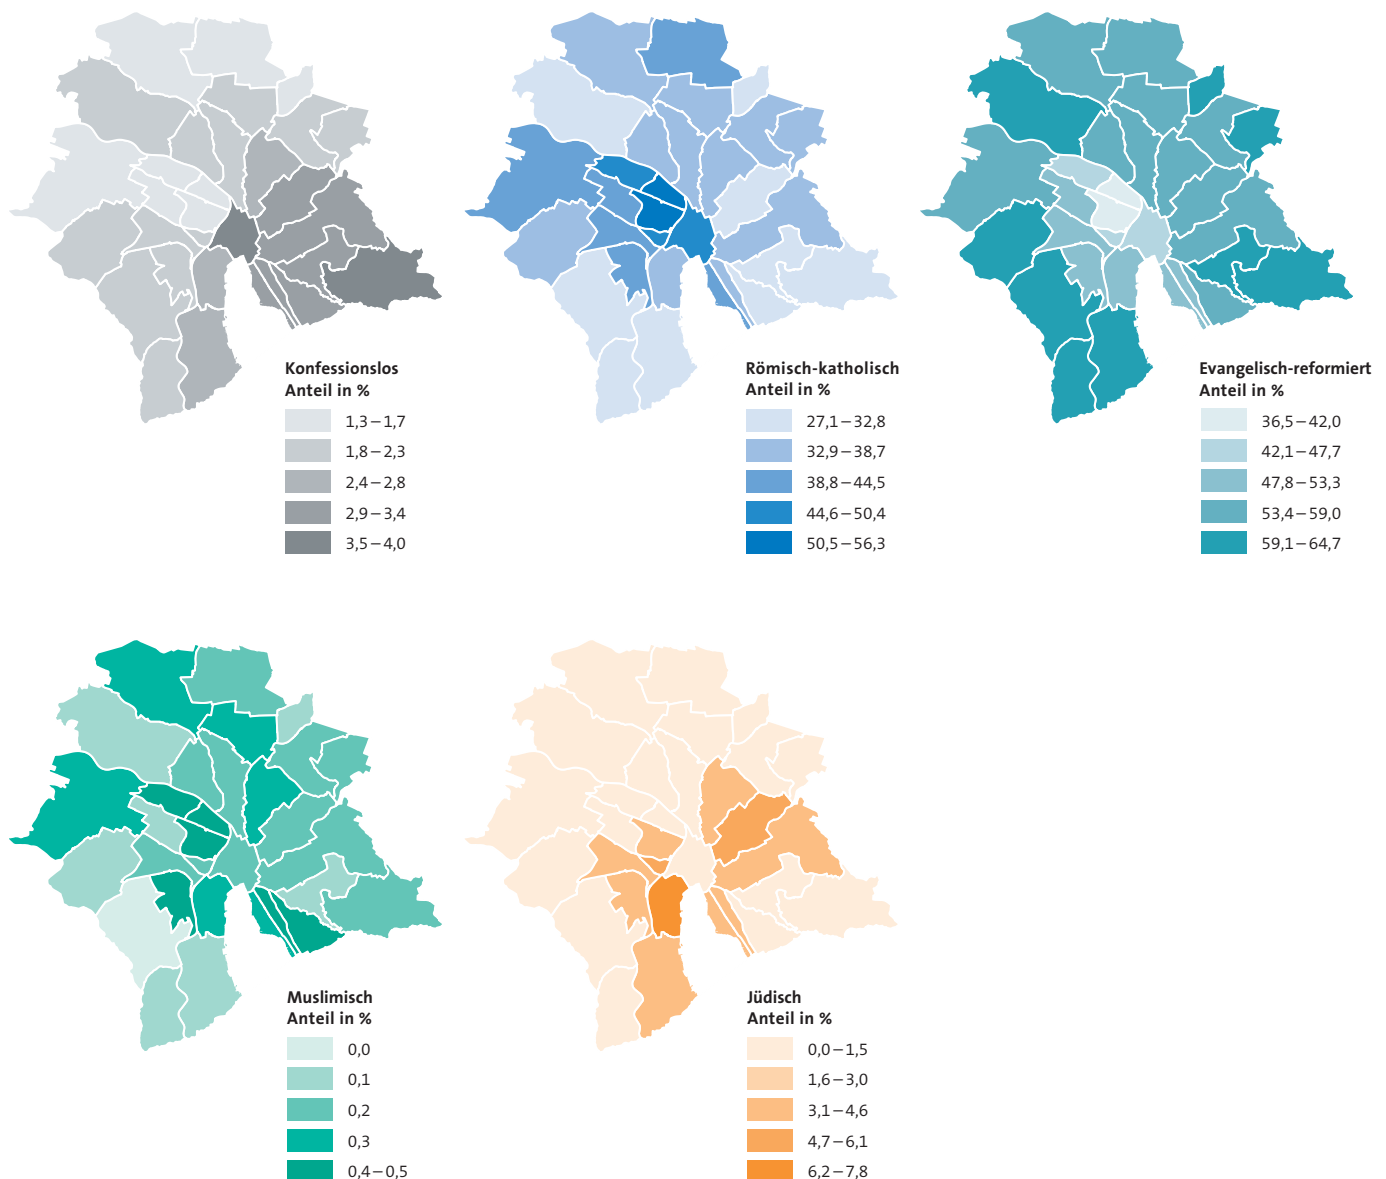 Konfessionslos
Anteil in %
1,3–1,7
1,8–2,3
2,4–2,8
2,9–3,4
3,5–4,0
Römisch-katholisch
Anteil in %
27,1–32,8
32,9–38,7
38,8–44,5
44,6–50,4
50,5–56,3
Evangelisch-reformiert
Anteil in %
36,5–42,0
42,1–47,7
47,8–53,3
53,4–59,0
59,1–64,7
Muslimisch
Anteil in %
0,0
0,1
0,2
0,3
0,4–0,5
Jüdisch
Anteil in %
0,0–1,5
1,6–3,0
3,1–4,6
4,7–6,1
6,2–7,8